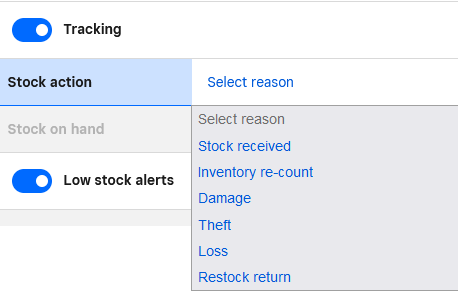 Tracking
Stock action
Select reason
Select reason
Stock on hand
Stock received
Inventory re-count
Low stock alerts
Damage
Theft
Loss
Restock return